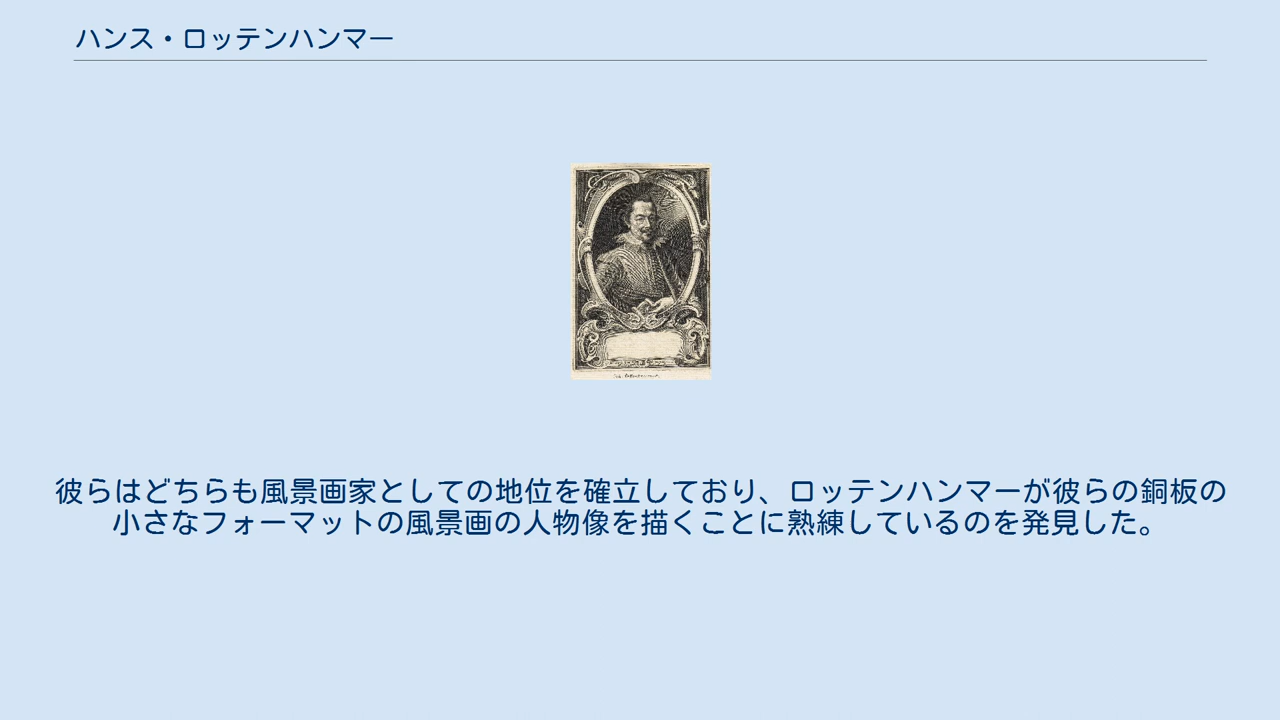 ハンス・ロッテンハンマー
彼らはどちらも風景画家としての地位を確立しており、ロッテンハンマーが彼らの銅板の
小さなフォーマットの風景画の人物像を描くことに熟練しているのを発見した。